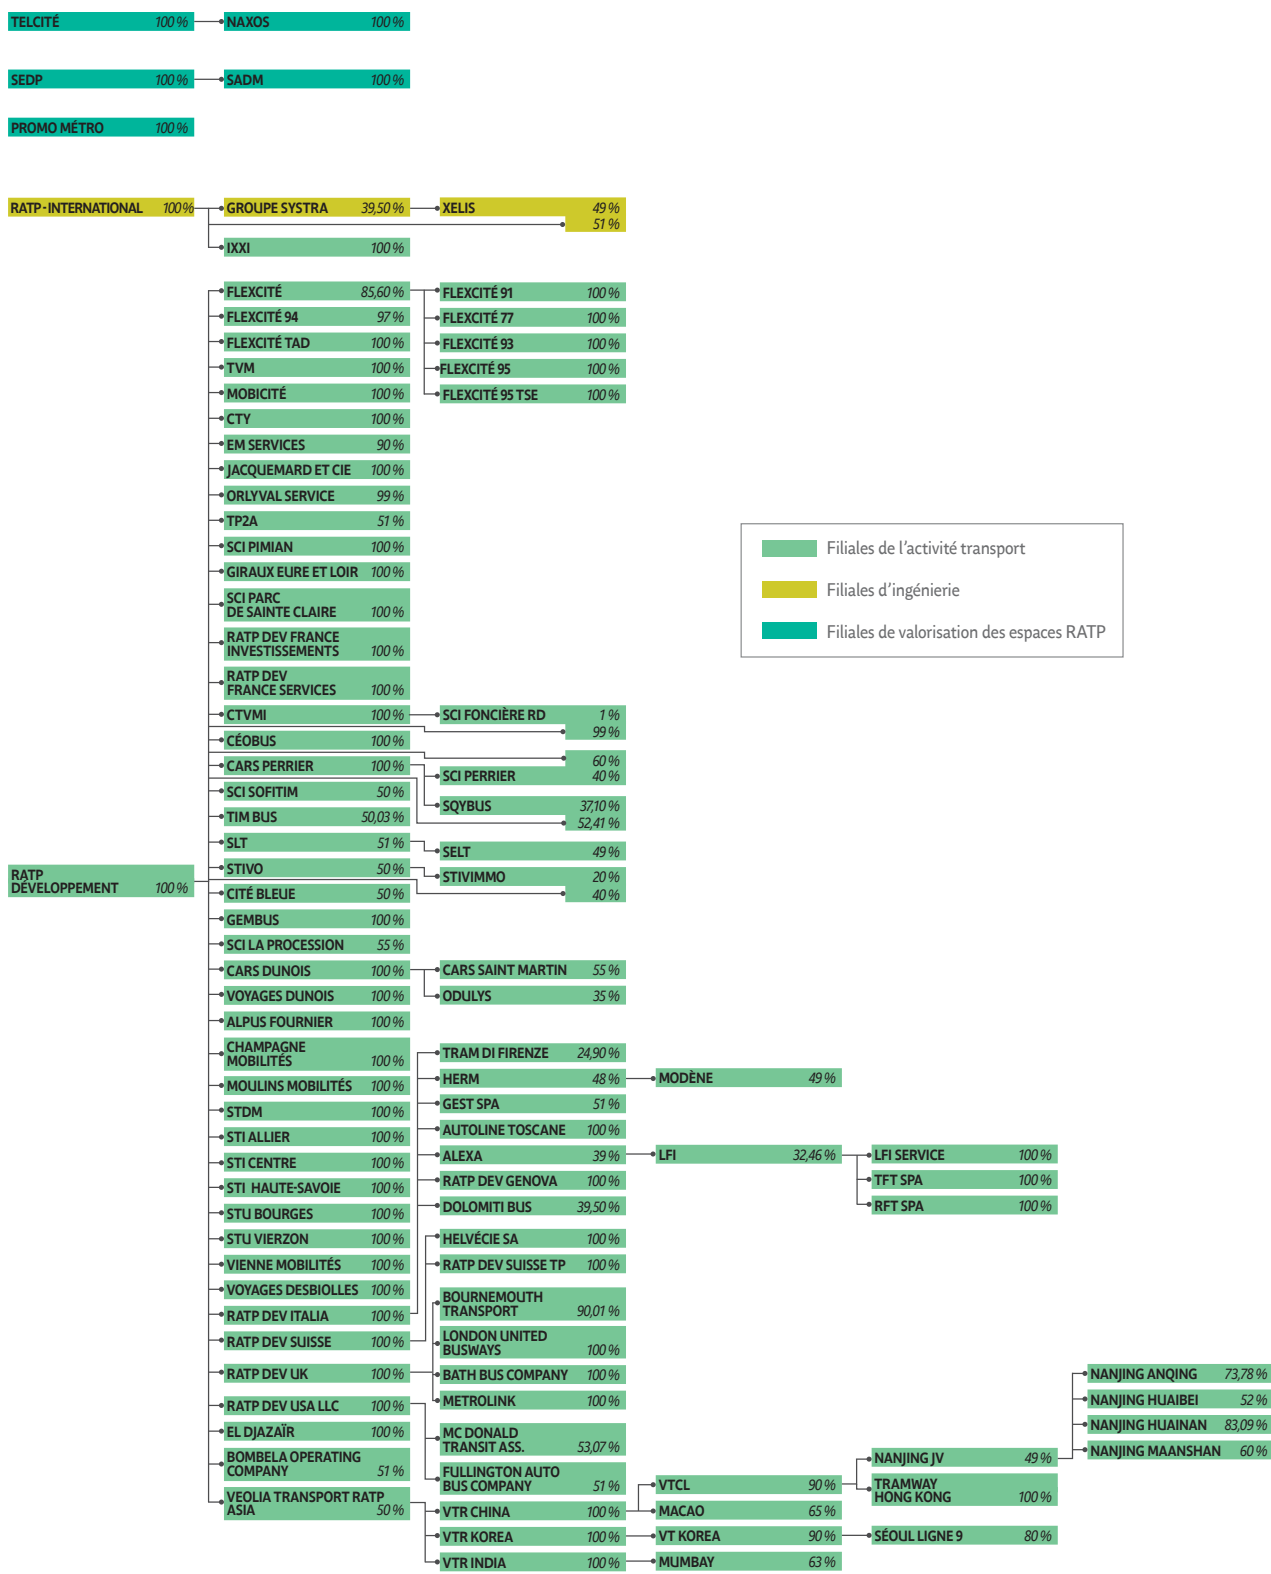 TELCITÉ 100 % NAXOS 100 %
SEDP 100 % SADM 100 %
PROMO MÉTRO 100 %
RATP - INTERNATIONAL 100 % GROUPE SYSTRA 39,50 % XELIS 49 %
51 %
IXXI 100 %
FLEXCITÉ 85,60 % FLEXCITÉ 91 100 %
FLEXCITÉ 94 97 % FLEXCITÉ 77 100 %
FLEXCITÉ TAD 100 % FLEXCITÉ 93 100 %
TVM 100 % FLEXCITÉ 95 100 %
MOBICITÉ 100 % FLEXCITÉ 95 TSE 100 %
CTY 100 %
EM SERVICES 90 %
JACQUEMARD ET CIE 100 %
ORLYVAL SERVICE 99 %
TP2A 51 %
SCI PIMIAN 100 %
GIRAUX EURE ET LOIR 100 %
SCI PARC
DE SAINTE CLAIRE 100 %
RATP DEV FRANCE
INVESTISSEMENTS 100 %
RATP DEV
FRANCE SERVICES 100 %
Filiales de l’activité transport
Filiales d’ingénierie
Filiales de valorisation des espaces RATP
CTVMI 100 % SCI FONCIÈRE RD 1 %
99 %
CÉOBUS 100 %
60 %
CARS PERRIER 100 % SCI PERRIER 40 %
SCI SOFITIM 50 %
SQYBUS 37,10 %
TIM BUS 50,03 % 52,41 %
SLT 51 % SELT 49 %
STIVO 50 % STIVIMMO 20 %
RATP
DÉVELOPPEMENT 100 %
CITÉ BLEUE 50 % 40 %
GEMBUS 100 %
SCI LA PROCESSION 55 %
CARS DUNOIS 100 % CARS SAINT MARTIN 55 %
VOYAGES DUNOIS 100 % ODULYS 35 %
ALPUS FOURNIER 100 %
CHAMPAGNE
MOBILITÉS 100 % TRAM DI FIRENZE 24,90 %
MOULINS MOBILITÉS 100 % HERM 48 % MODÈNE 49 %
STDM 100 % GEST SPA 51 %
STI ALLIER 100 % AUTOLINE TOSCANE 100 %
STI CENTRE 100 % ALEXA 39 % LFI 32,46 % LFI SERVICE 100 %
STI HAUTE-SAVOIE 100 % RATP DEV GENOVA 100 % TFT SPA 100 %
STU BOURGES 100 % DOLOMITI BUS 39,50 % RFT SPA 100 %
STU VIERZON 100 % HELVÉCIE SA 100 %
VIENNE MOBILITÉS 100 % RATP DEV SUISSE TP 100 %
VOYAGES DESBIOLLES 100 %
BOURNEMOUTH
TRANSPORT 90,01 %
RATP DEV ITALIA 100 %
RATP DEV SUISSE 100 %
LONDON UNITED
BUSWAYS 100 %
RATP DEV UK 100 % BATH BUS COMPANY 100 %
METROLINK 100 %
NANJING ANQING 73,78 %
NANJING HUAIBEI 52 %
NANJING HUAINAN 83,09 %
NANJING MAANSHAN 60 %
RATP DEV USA LLC 100 %
EL DJAZAÏR 100 %
MC DONALD
TRANSIT ASS. 53,07 %
BOMBELA OPERATING
COMPANY 51 %
FULLINGTON AUTO
BUS COMPANY 51 %
NANJING JV 49 %
VTCL 90 %
TRAMWAY
HONG KONG 100 %
VEOLIA TRANSPORT RATP
ASIA 50 %
VTR CHINA 100 % MACAO 65 %
VTR KOREA 100 % VT KOREA 90 % SÉOUL LIGNE 9 80 %
VTR INDIA 100 % MUMBAY 63 %